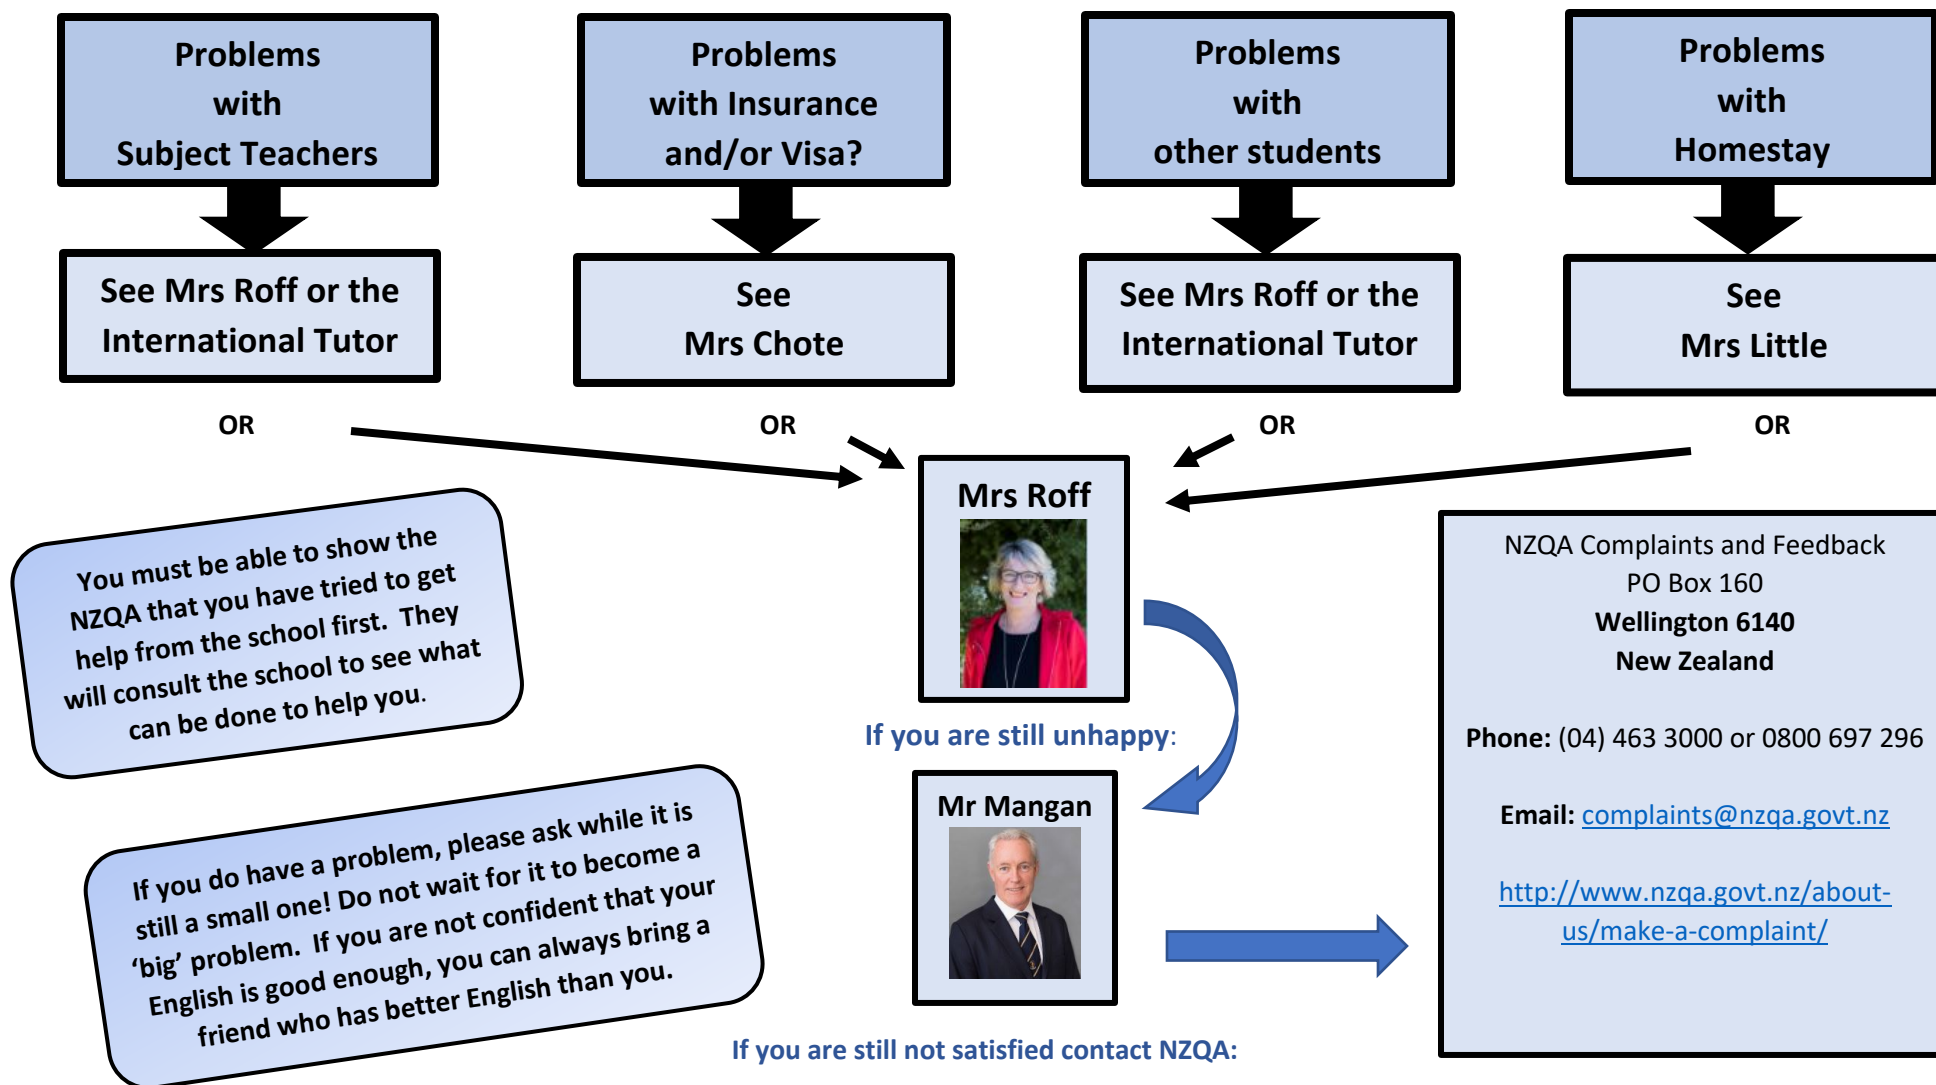 Problems
with
Subject Teachers
Problems
with Insurance
and/or Visa?
Problems
with
other students
Problems
with
Homestay
See Mrs Roff or the
International Tutor
See
Mrs Chote
See Mrs Roff or the
International Tutor
See
Mrs Little
OR
OR
OR
OR
Mrs Roff
You must be able to show the
NZQA that you have tried to get
help from the school first.  They
will consult the school to see what
can be done to help you.
If you are still unhappy:
Mr Mangan
If you do have a problem, please ask while it is
still a small one! Do not wait for it to become a
‘big’ problem.  If you are not confident that your
English is good enough, you can always bring a
friend who has better English than you.
If you are still not satisfied contact NZQA:
NZQA Complaints and Feedback
PO Box 160
Wellington 6140
New Zealand
Phone: (04) 463 3000 or 0800 697 296
Email: complaints@nzqa.govt.nz
http://www.nzqa.govt.nz/about-
us/make-a-complaint/